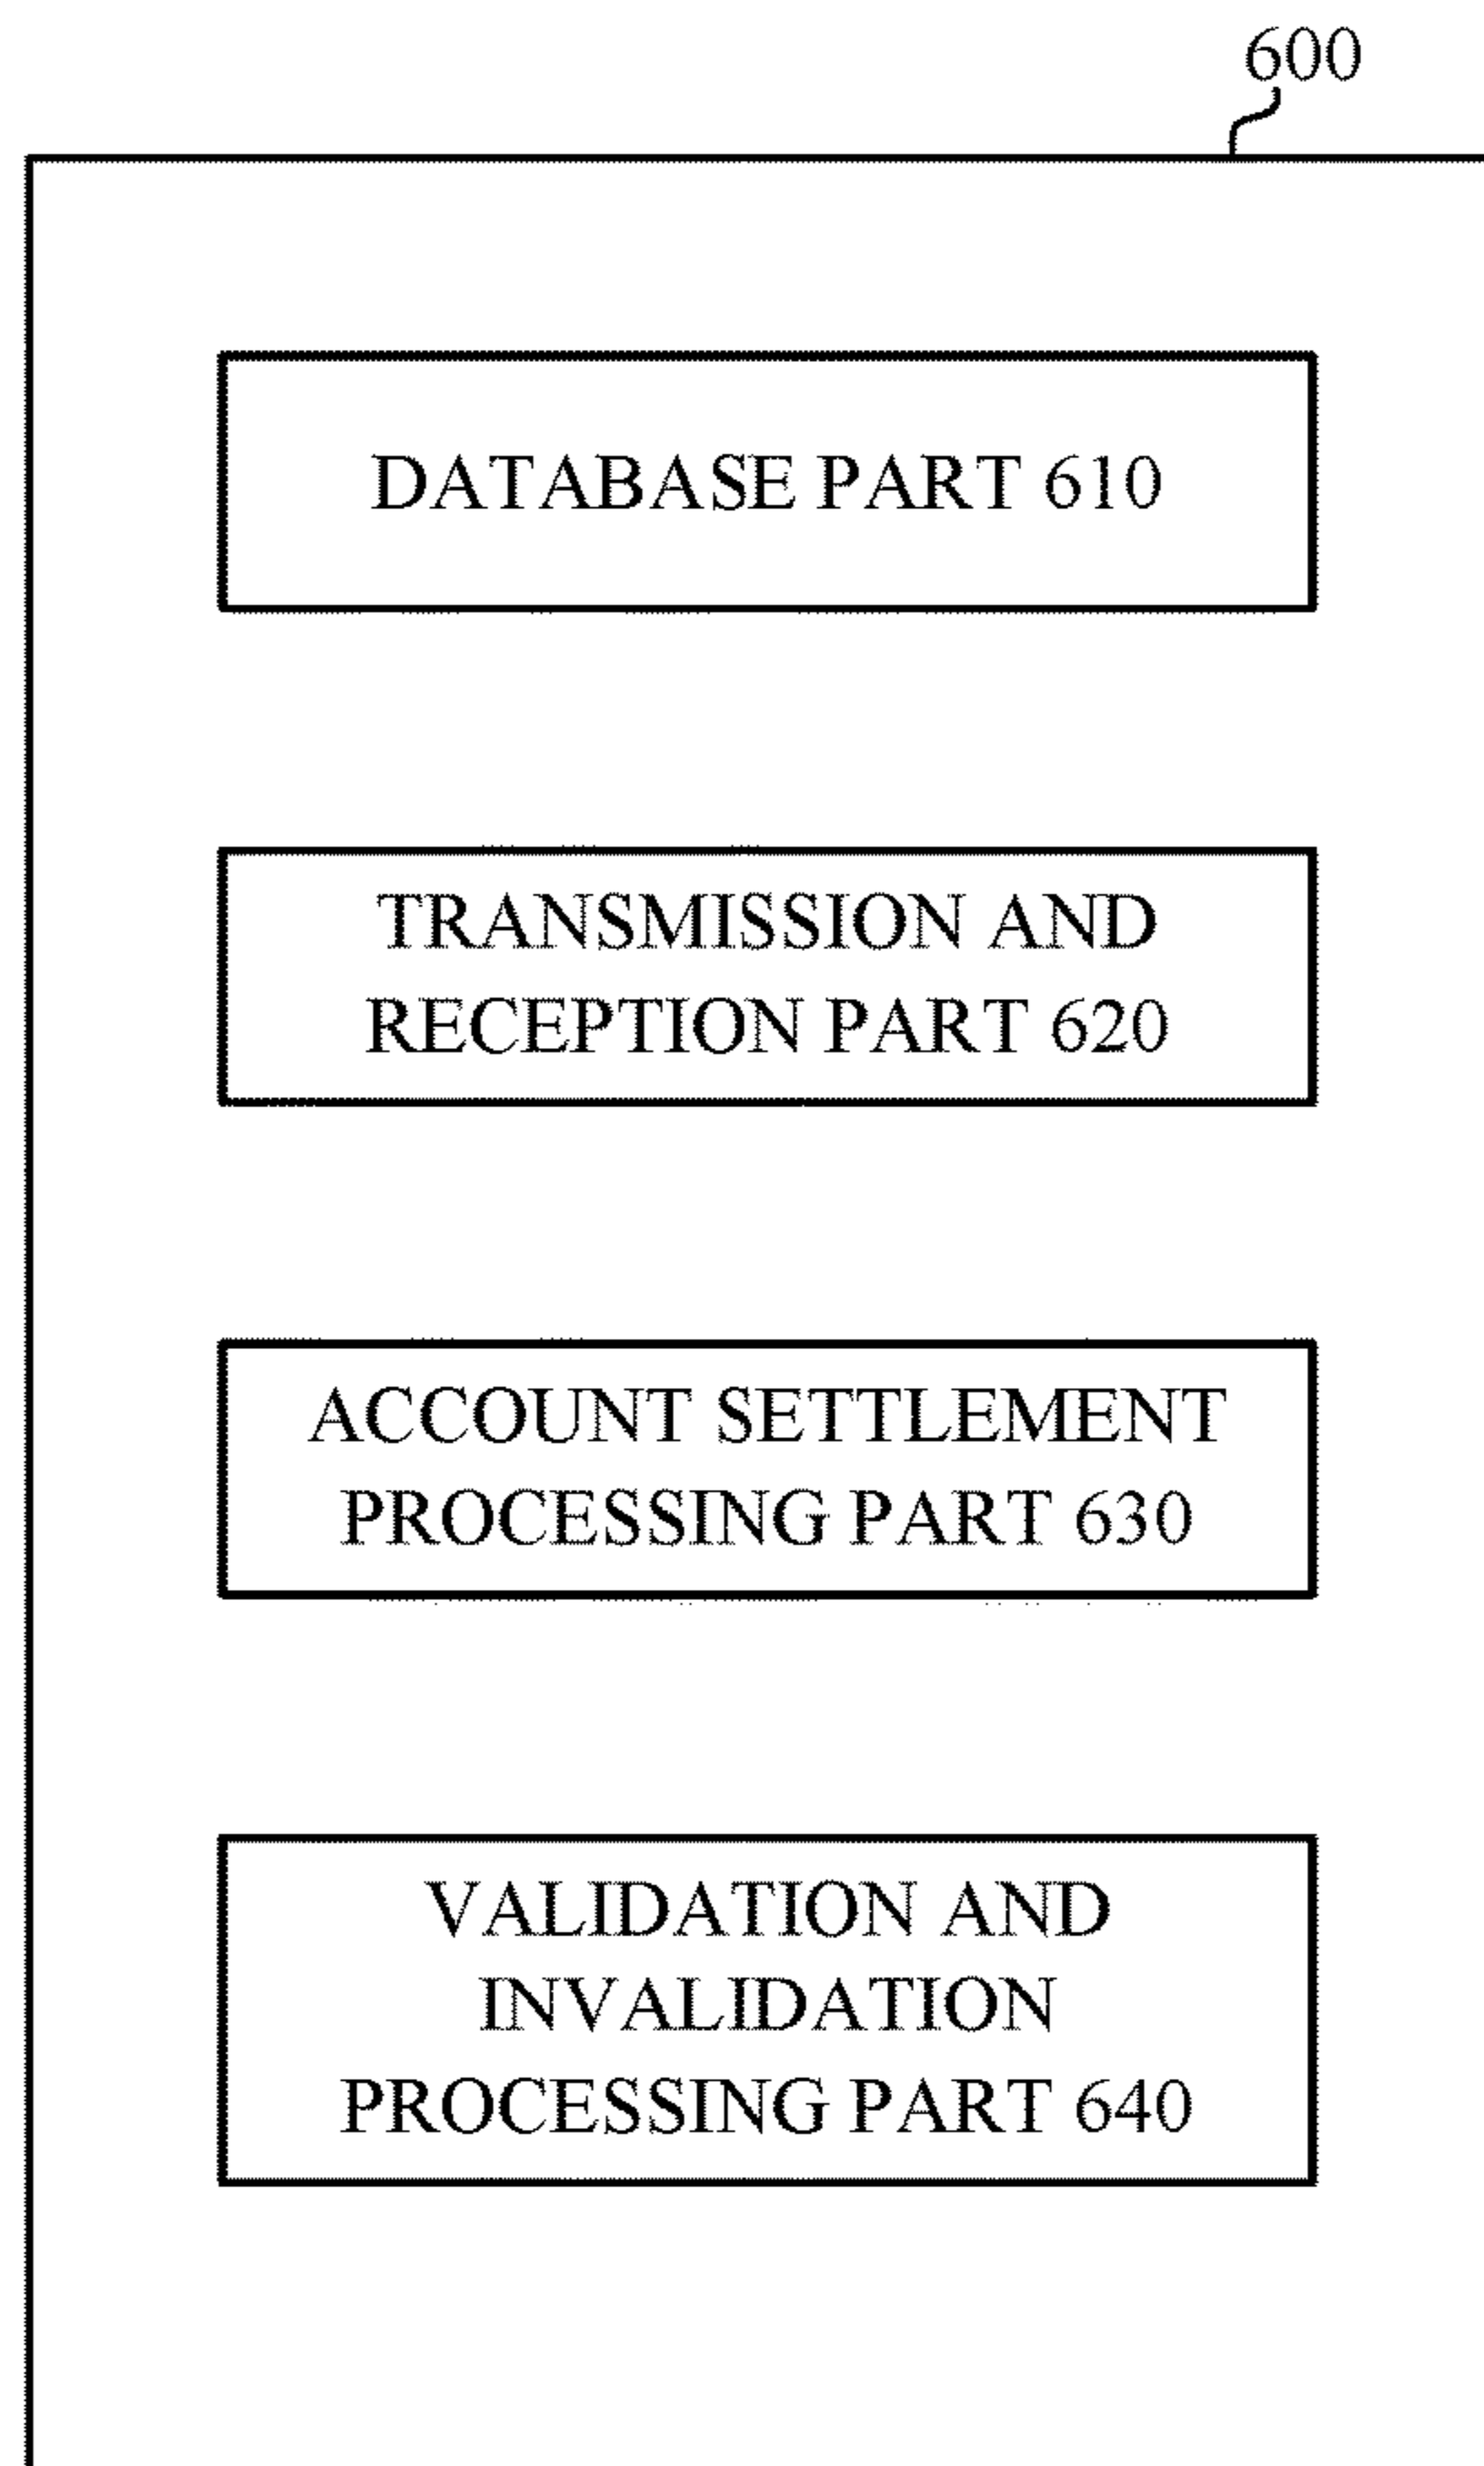 600
DATABASE PART 610
TRANSMISSION AND
RECEPTION PART 620
ACCOUNT SETTLEMENT
PROCESSING PART 630
VALIDATION AND
INVALIDATION
PROCESSING PART 640